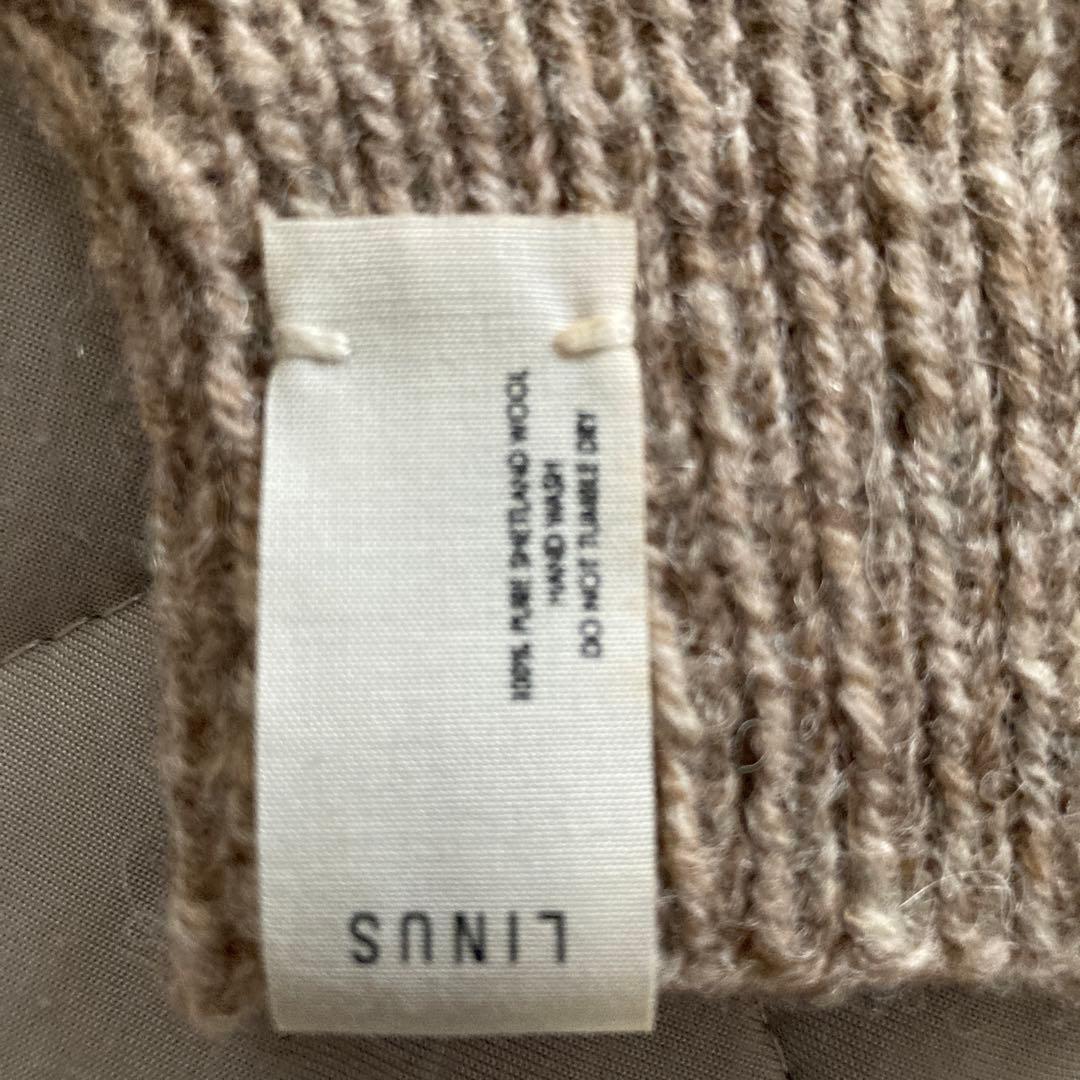 LINUS
100% PURE SHETLAND WOOL
HAND WASH
DO NOT TUMBLE DRY